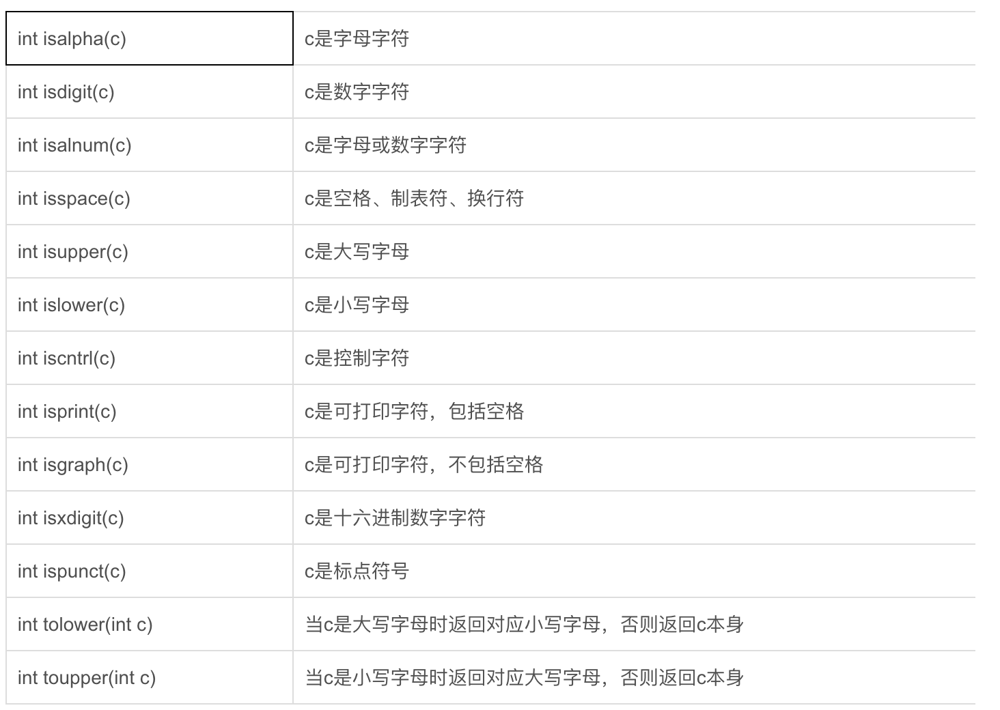 int isalpha(c) c是字母字符
int isdigit(c) c是数字字符
int isalnum(c) c是字母或数字字符
int isspace(c) c是空格、制表符、换行符
int isupper(c) c是大写字母
int islower(c) c是小写字母
int iscntrl(c) c是控制字符
int isprint(c) c是可打印字符，包括空格
int isgraph(c) c是可打印字符，不包括空格
int isxdigit(c) c是十六进制数字字符
int ispunct(c) c是标点符号
int tolower(int c) 当c是大写字母时返回对应小写字母，否则返回c本身
int toupper(int c) 当c是小写字母时返回对应大写字母，否则返回c本身